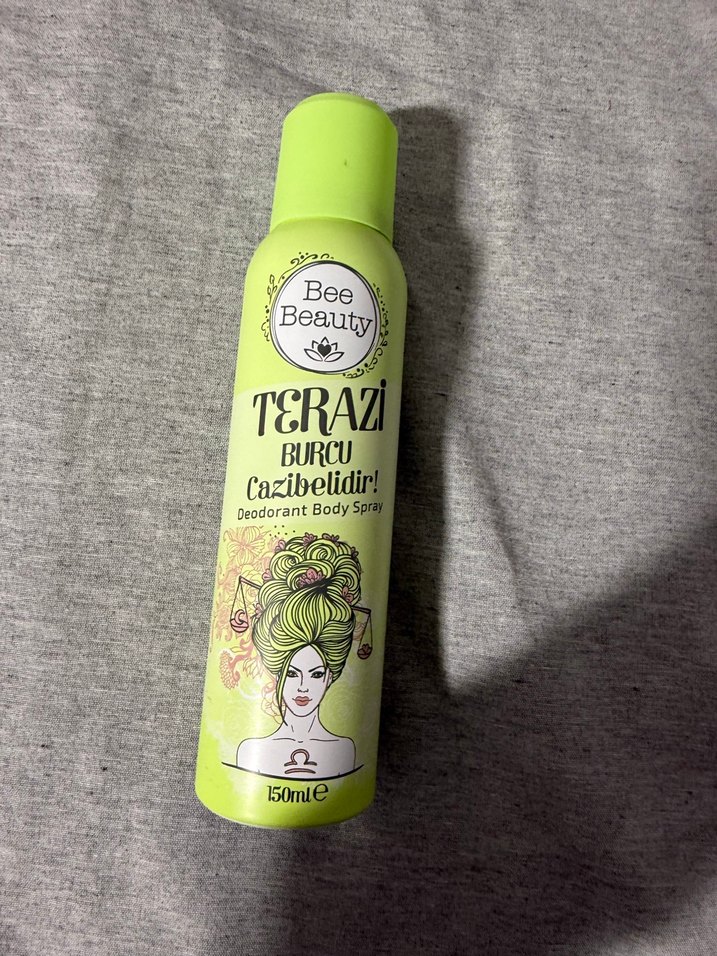 Bee
Beauty
TERAZİ
BURCU
Cazibelidir!
Deodorant Body Spray
150ml e